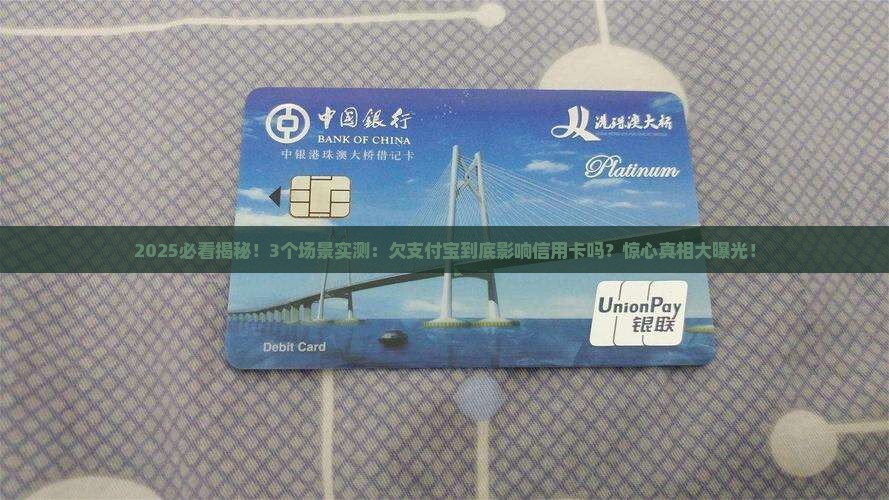 中国银行
BANK OF CHINA
中银港珠澳大桥借记卡
港珠澳大桥
Platinum
2025必看揭秘！3个场景实测：欠支付宝到底影响信用卡吗？惊心真相大曝光！
UnionPay
银联
Debit Card